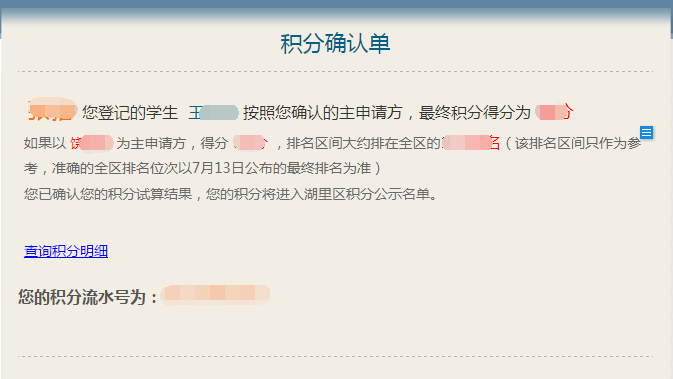 积分确认单
您登记的学生 王 按照您确认的主申请方，最终积分得分为 分
如果以 为主申请方，得分 ，排名区间大约排在全区的 名（该排名区间只作为参
考，准确的全区排名位次以7月13日公布的最终排名为准）
您已确认您的积分试算结果，您的积分将进入湖里区积分公示名单。
查询积分明细
您的积分流水号为：